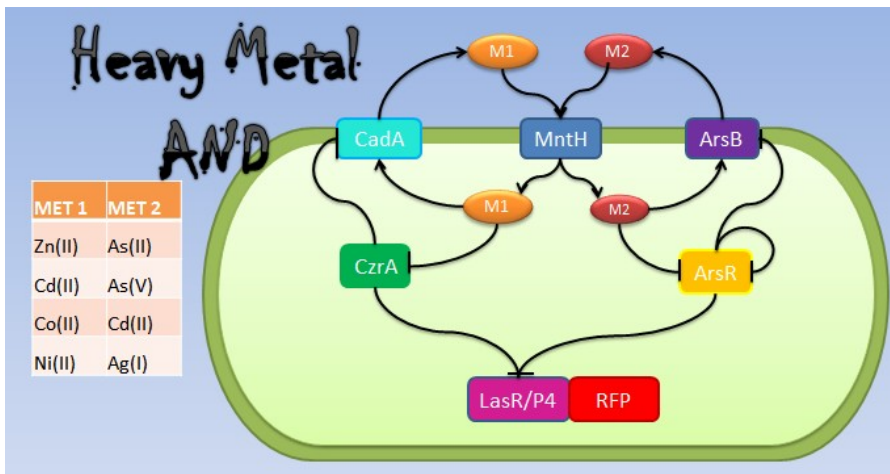 Heavy Metal
AND
M1
M2
CadA
MntH
ArsB
MET 1 MET 2
Zn(II) As(II)
Cd(II) As(V)
Co(II) Cd(II)
Ni(II) Ag(I)
M1
M2
CzrA
ArsR
LasR/P4
RFP